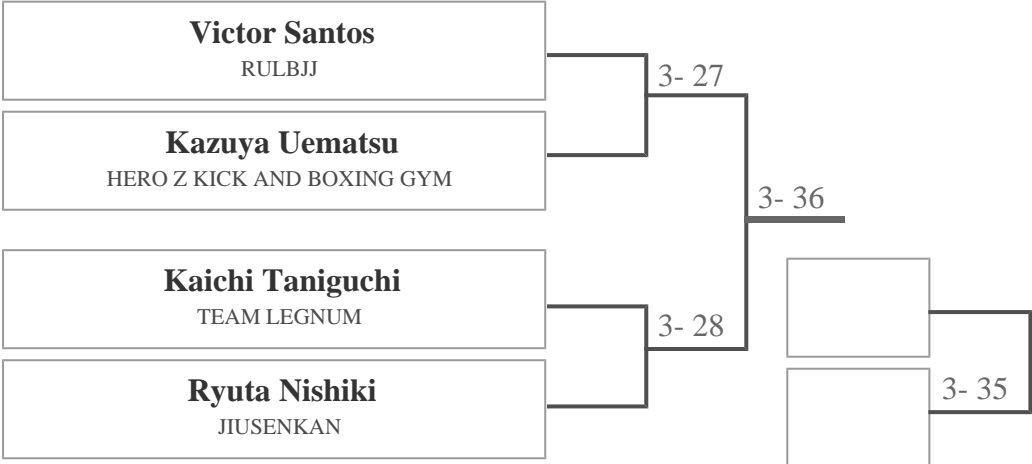 Victor Santos
RULBJJ
3- 27
Kazuya Uematsu
HERO Z KICK AND BOXING GYM
3- 36
Kaichi Taniguchi
TEAM LEGNUM
3- 28
Ryuta Nishiki
JIUSENKAN
3- 35